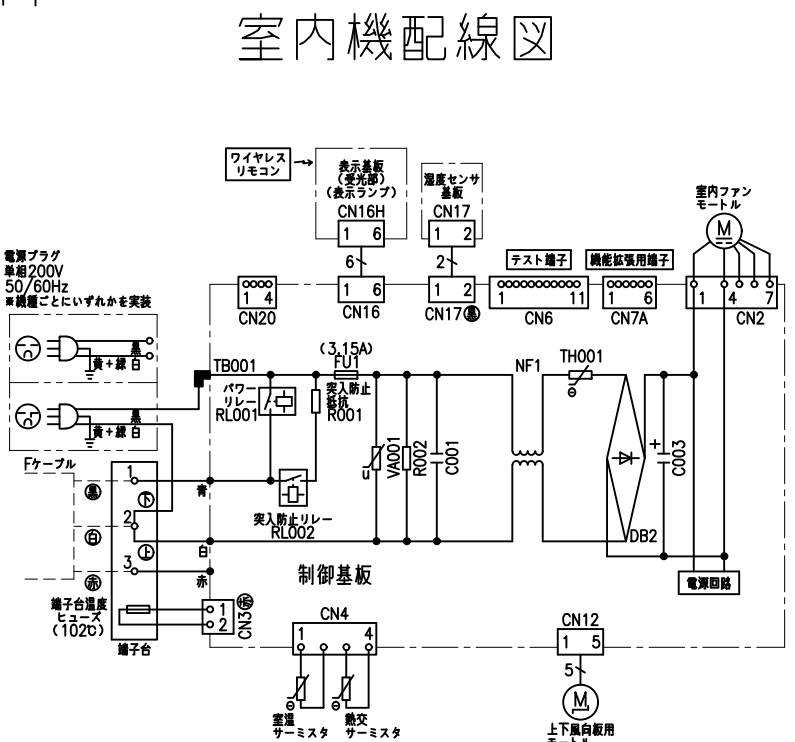 室内機配線図
ワイヤレス
リモコン
表示基板
(受光部)
(表示ランプ)
CN16H
1 6
6
1 6
CN16
湿度センサ
基板
CN17
1 2
2
1 2
CN17黒
室内ファン
モートル
M
電源プラグ
単相200V
50/60Hz
※機種ごとにいずれかを実装
1 4
CN20
テスト端子
1 11
CN6
機能拡張用端子
1 6
CN7A
1 4 7
CN2
黒
黄+緑 白
黒
黄+緑 白
TB001
パワー
リレー
RL001
(3.15A)
FU1
突入防止
抵抗
R001
u
VA001
R002
C001
NF1
TH001
θ
DB2
+
C003
電源回路
Fケーブル
黒
白
赤
1
2
3
下
上
青
白
赤
突入防止リレー
RL002
制御基板
端子台温度
ヒューズ
(102℃)
端子台
1
2
CN3
CN4
1 4
θ
室温
サーミスタ
θ
熱交
サーミスタ
CN12
1 5
5
M
上下風向板用
モートル